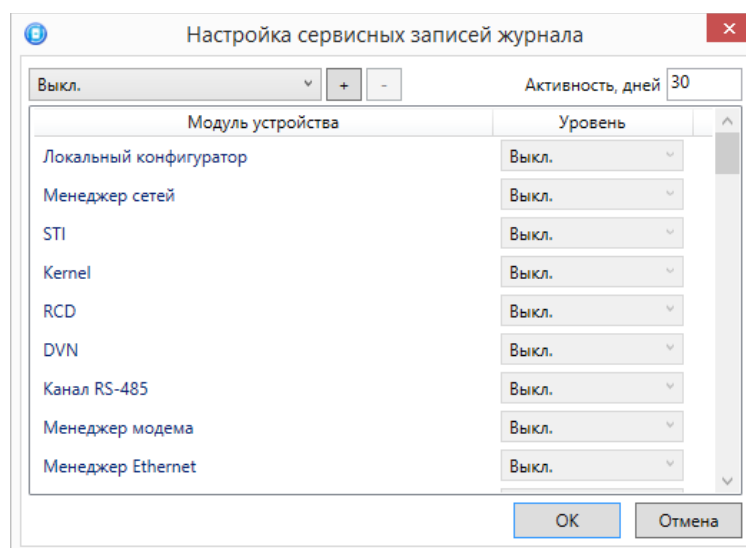 Настройка сервисных записей журнала
Выкл. + - Активность, дней 30
Модуль устройства Уровень
Локальный конфигуратор Выкл.
Менеджер сетей Выкл.
STI Выкл.
Kernel Выкл.
RCD Выкл.
DVN Выкл.
Канал RS-485 Выкл.
Менеджер модема Выкл.
Менеджер Ethernet Выкл.
OK Отмена